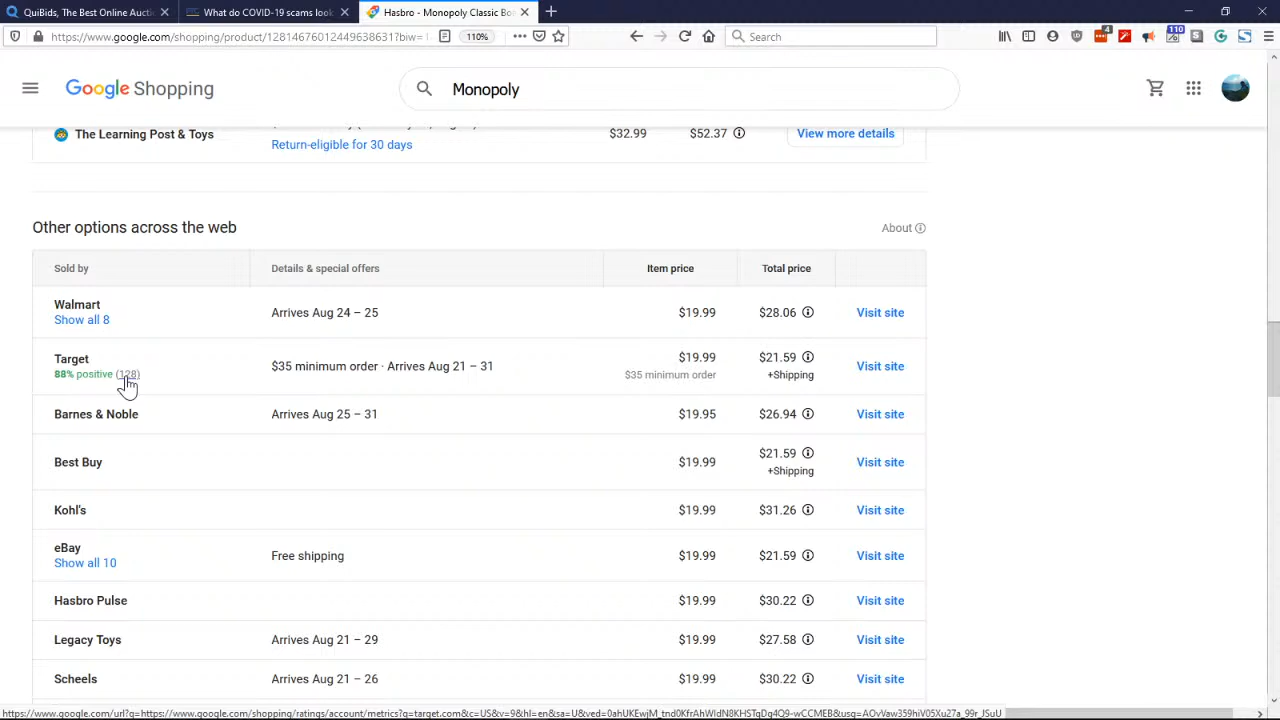 QuiBids, The Best Online Aucti
What do COVID-19 scams look
Hasbro - Monopoly Classic Bo
https://www.google.com/shopping/product/12814676012449638631?biw=
110%
Search
4
110
Google Shopping
Monopoly
The Learning Post & Toys
$32.99
$52.37
View more details
Return-eligible for 30 days
Other options across the web
About
Sold by
Details & special offers
Item price
Total price
Walmart
Show all 8
Arrives Aug 24 – 25
$19.99
$28.06
Visit site
Target
88% positive (128)
$35 minimum order · Arrives Aug 21 – 31
$19.99
$35 minimum order
$21.59
+Shipping
Visit site
Barnes & Noble
Arrives Aug 25 – 31
$19.95
$26.94
Visit site
Best Buy
$19.99
$21.59
+Shipping
Visit site
Kohl's
$19.99
$31.26
Visit site
eBay
Show all 10
Free shipping
$19.99
$21.59
Visit site
Hasbro Pulse
$19.99
$30.22
Visit site
Legacy Toys
Arrives Aug 21 – 29
$19.99
$27.58
Visit site
Scheels
Arrives Aug 21 – 26
$19.99
$30.22
Visit site